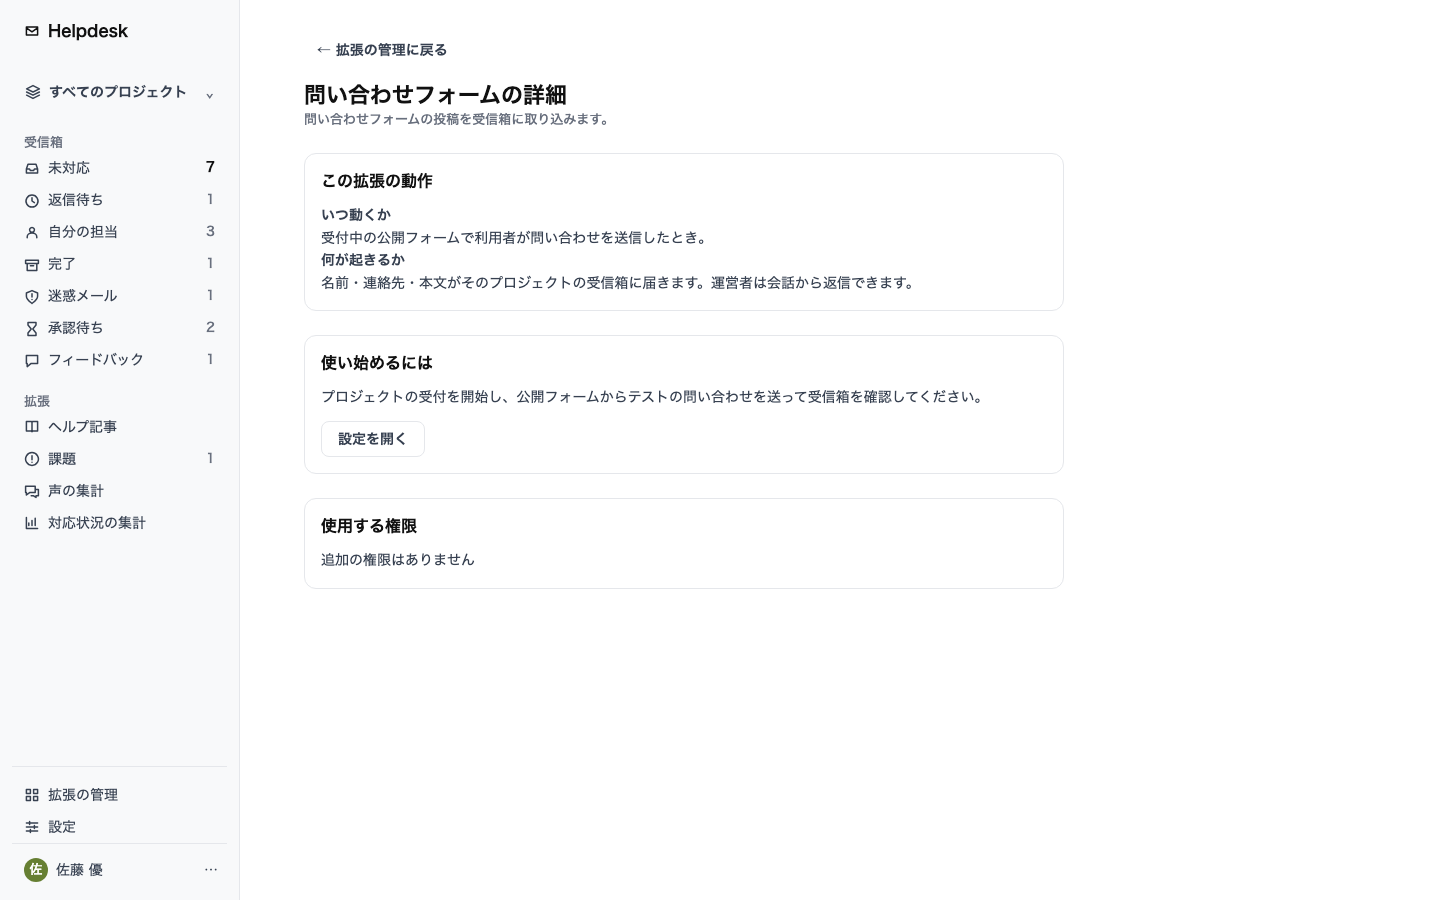 Helpdesk
すべてのプロジェクト
受信箱
未対応 7
返信待ち 1
自分の担当 3
完了 1
迷惑メール 1
承認待ち 2
フィードバック 1
拡張
ヘルプ記事
課題 1
声の集計
対応状況の集計
拡張の管理
設定
佐 佐藤 優 …
← 拡張の管理に戻る
問い合わせフォームの詳細
問い合わせフォームの投稿を受信箱に取り込みます。
この拡張の動作
いつ動くか
受付中の公開フォームで利用者が問い合わせを送信したとき。
何が起きるか
名前・連絡先・本文がそのプロジェクトの受信箱に届きます。運営者は会話から返信できます。
使い始めるには
プロジェクトの受付を開始し、公開フォームからテストの問い合わせを送って受信箱を確認してください。
設定を開く
使用する権限
追加の権限はありません